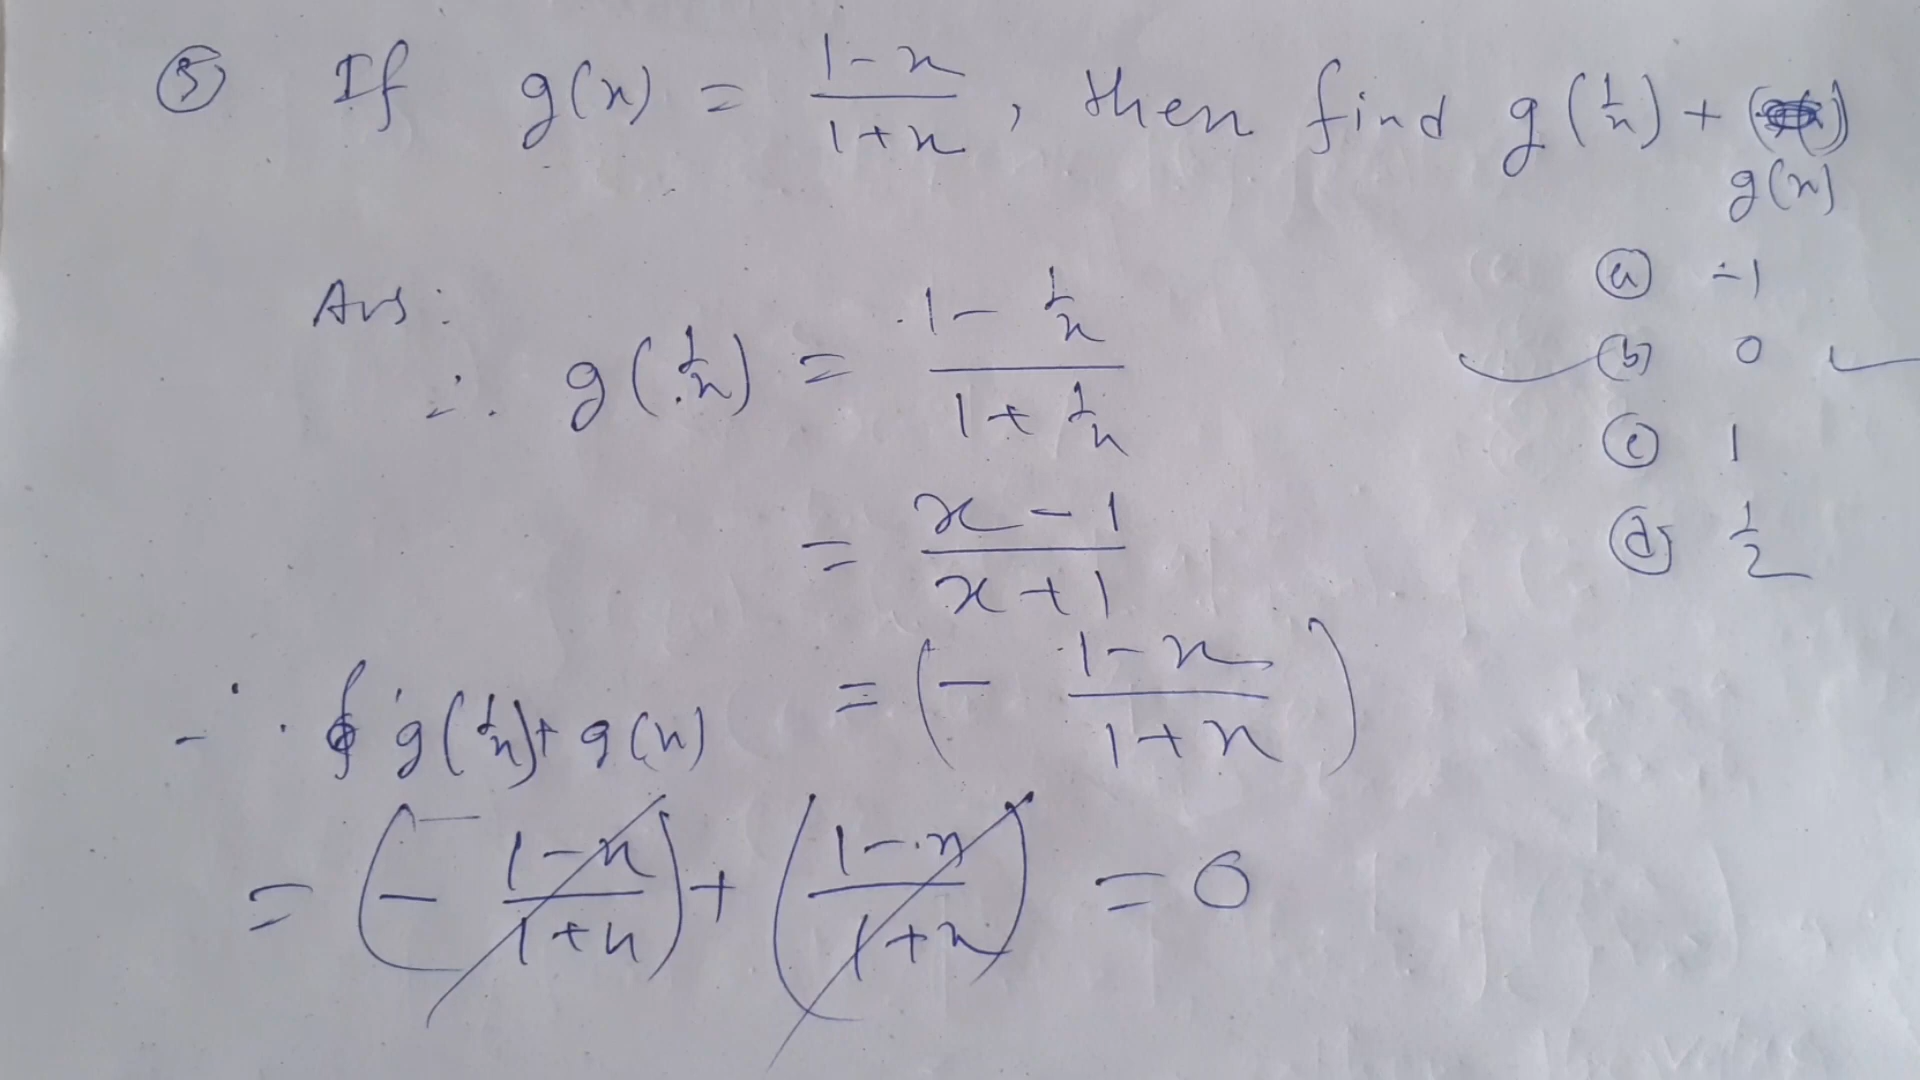 (5) If g(x) = (1-x)/(1+x), then find g(1/x) +
g(x)
(a) -1
(b) 0
(c) 1
(d) 1/2
Ans:
∴ g(1/x) = (1 - 1/x)/(1 + 1/x)
= (x-1)/(x+1)
= (- (1-x)/(1+x))
∴ g(1/x) + g(x)
= (- (1-x)/(1+x)) + ((1-x)/(1+x)) = 0